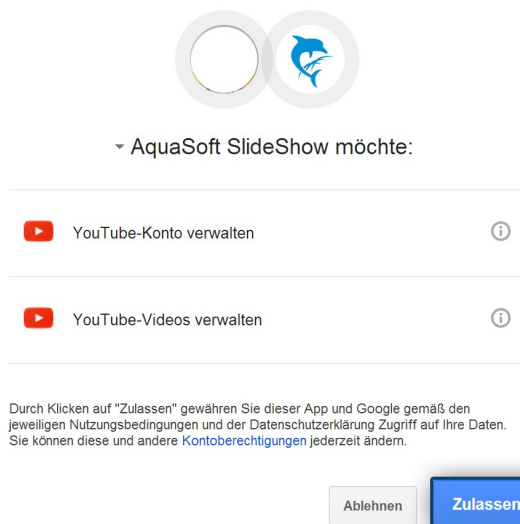 AquaSoft SlideShow möchte:
YouTube-Konto verwalten
YouTube-Videos verwalten
Durch Klicken auf "Zulassen" gewähren Sie dieser App und Google gemäß den
jeweiligen Nutzungsbedingungen und der Datenschutzerklärung Zugriff auf Ihre Daten.
Sie können diese und andere Kontoberechtigungen jederzeit ändern.
Ablehnen Zulassen